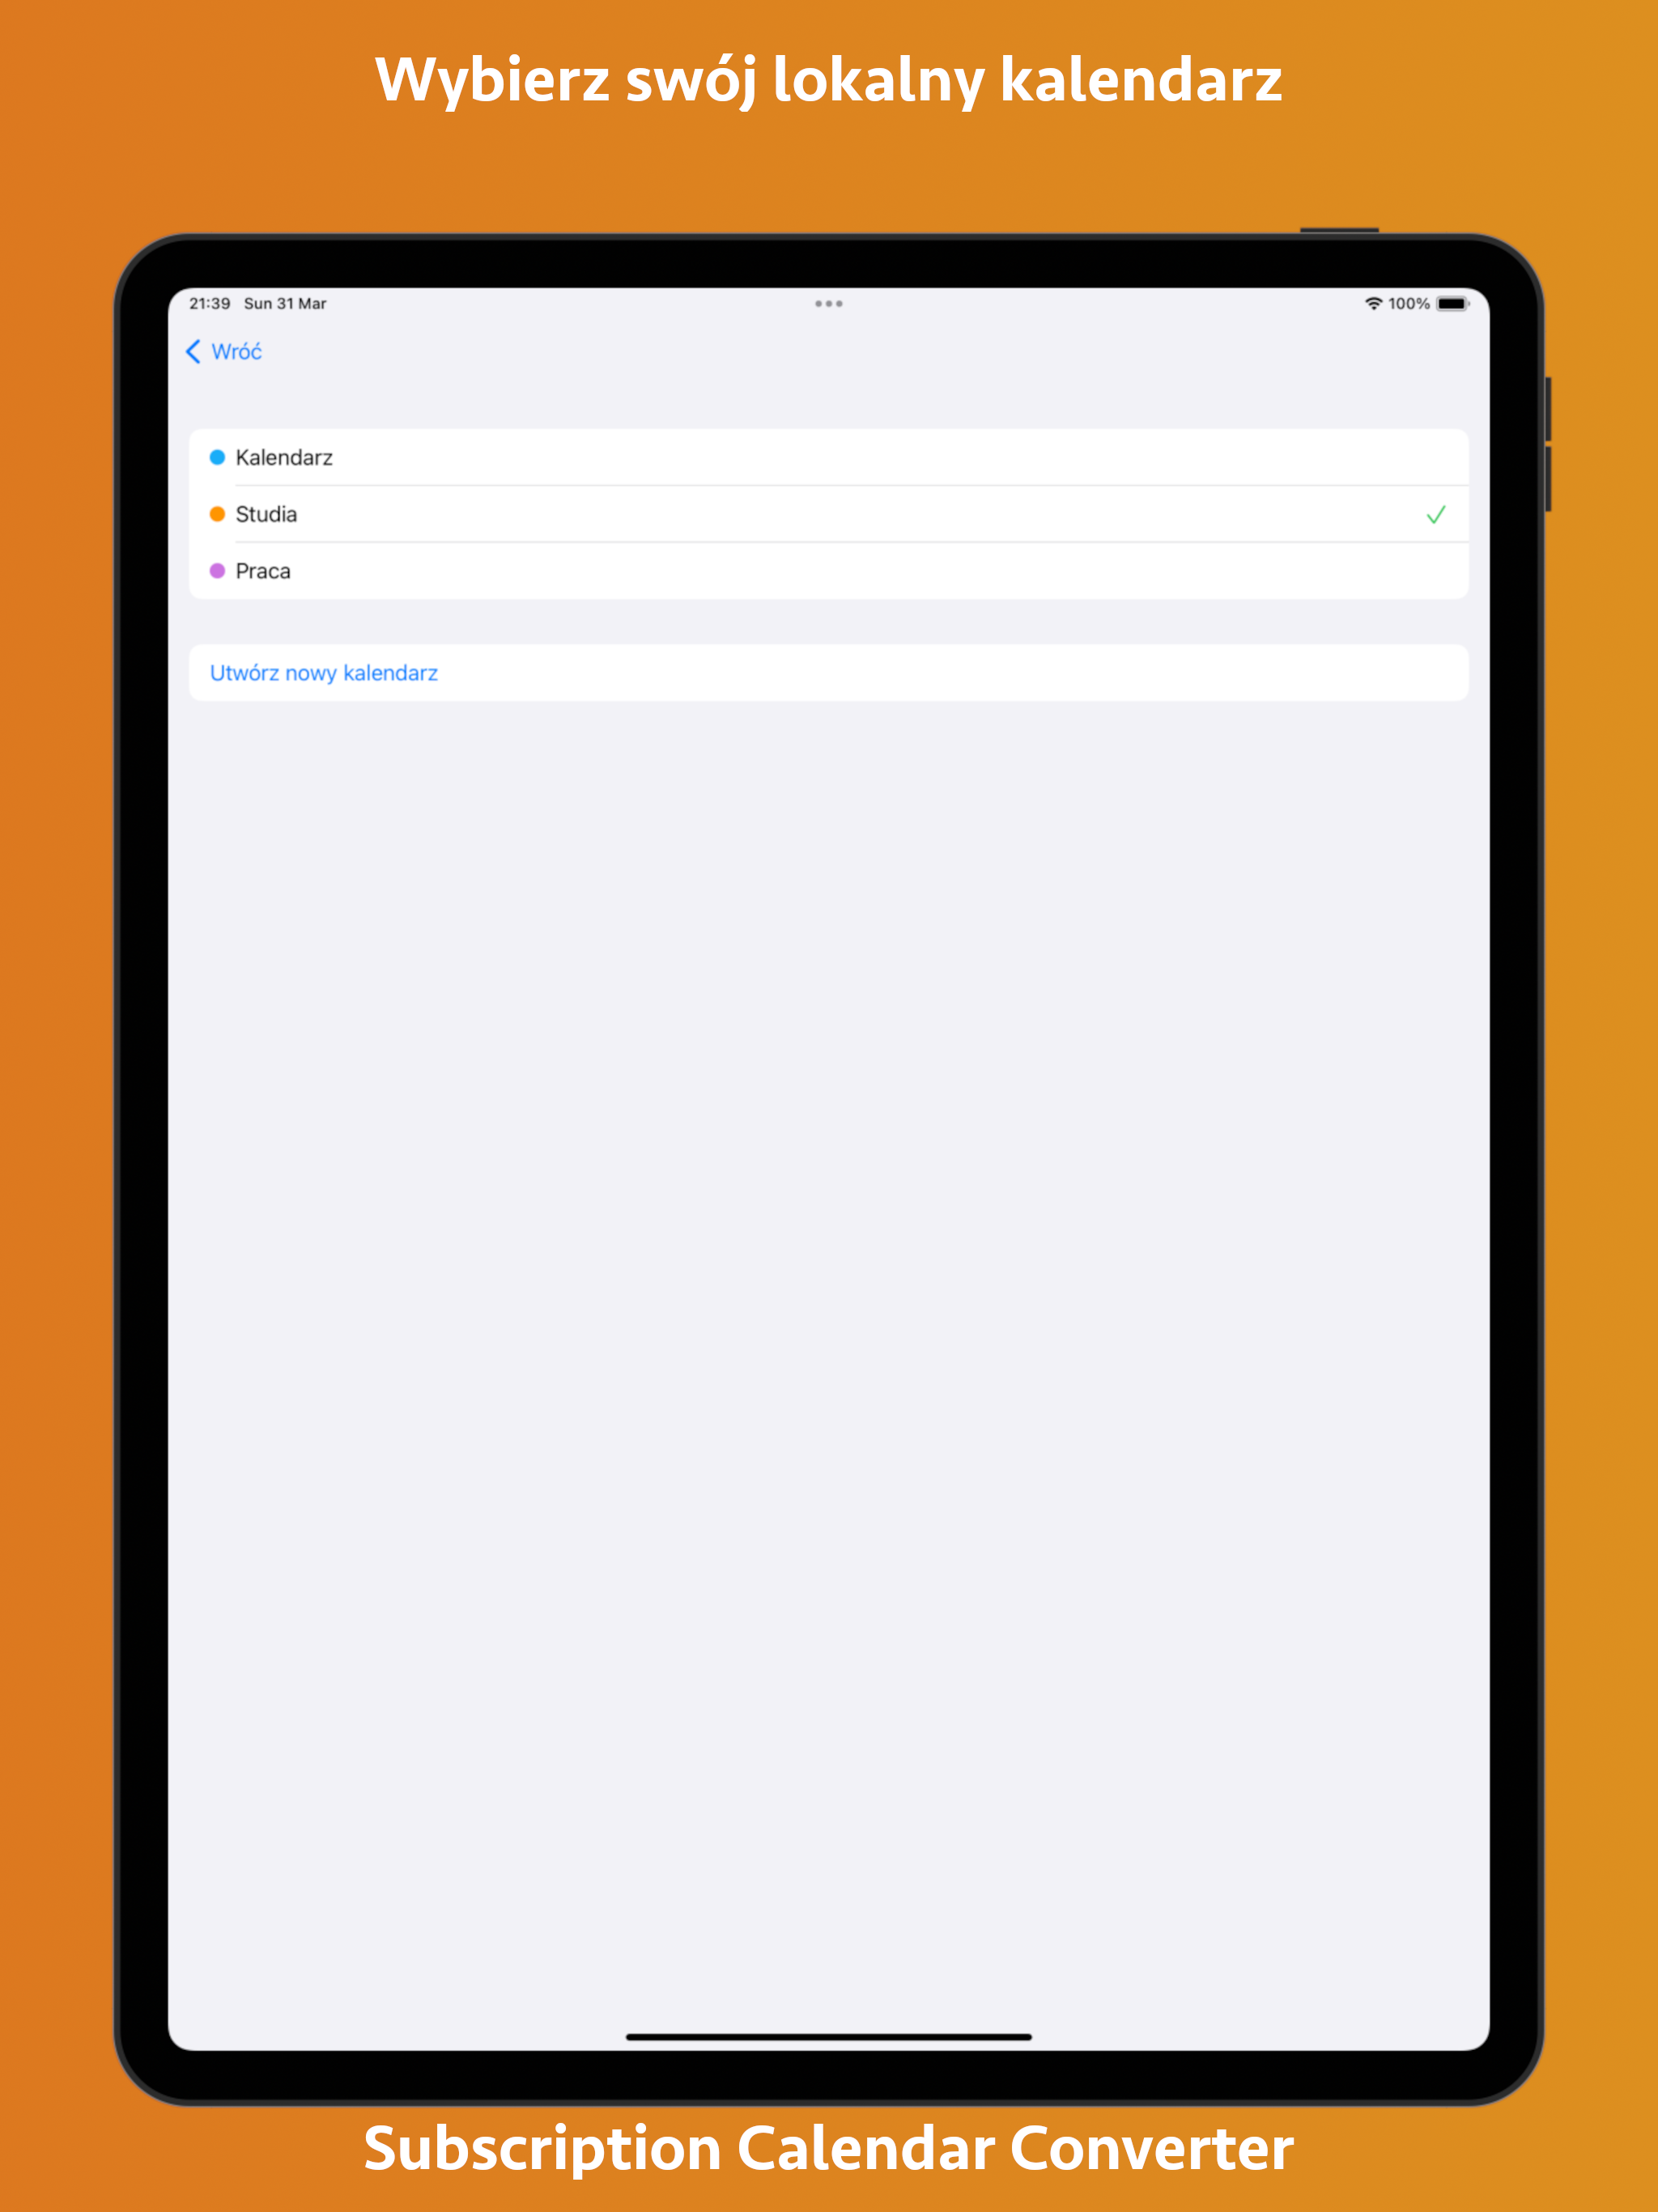 Wybierz swój lokalny kalendarz
21:39 Sun 31 Mar 100%
Wróć
Kalendarz
Studia
Praca
Utwórz nowy kalendarz
Subscription Calendar Converter